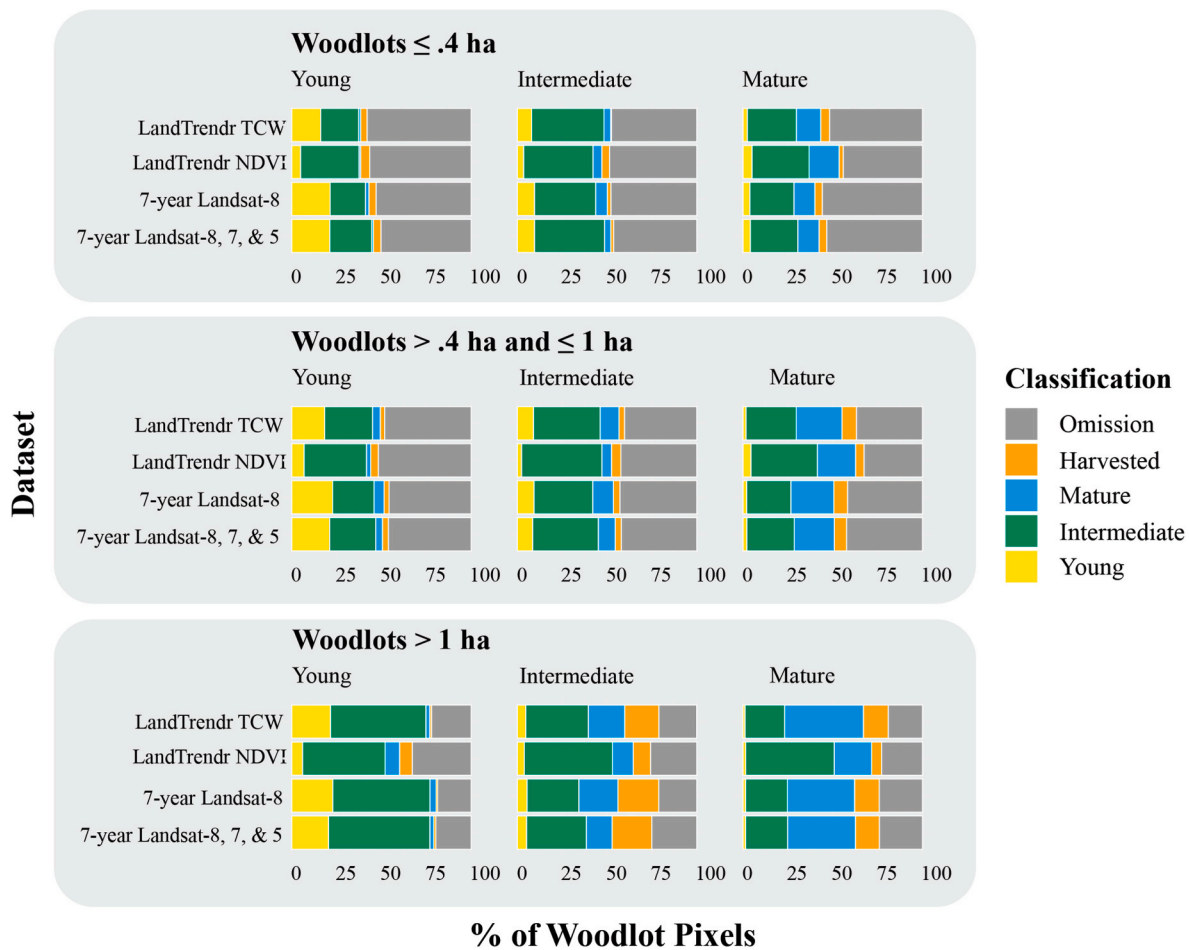 Woodlots ≤ .4 ha
Young Intermediate Mature
LandTrendr TCW
LandTrendr NDVI
7-year Landsat-8
7-year Landsat-8, 7, & 5
0 25 75 100 0 25 50 75 100 0 25 50 75 100
Woodlots > .4 ha and ≤ 1 ha
Young Intermediate Mature
LandTrendr TCW
LandTrendr NDVI
7-year Landsat-8
7-year Landsat-8, 7, & 5
0 25 50 75 100 0 25 50 75 100 0 25 50 75 100
Woodlots > 1 ha
Young Intermediate Mature
LandTrendr TCW
LandTrendr NDVI
7-year Landsat-8
7-year Landsat-8, 7, & 5
0 25 50 75 100 0 25 50 75 100 0 25 50 75 100
Dataset
% of Woodlot Pixels
Classification
Omission
Harvested
Mature
Intermediate
Young